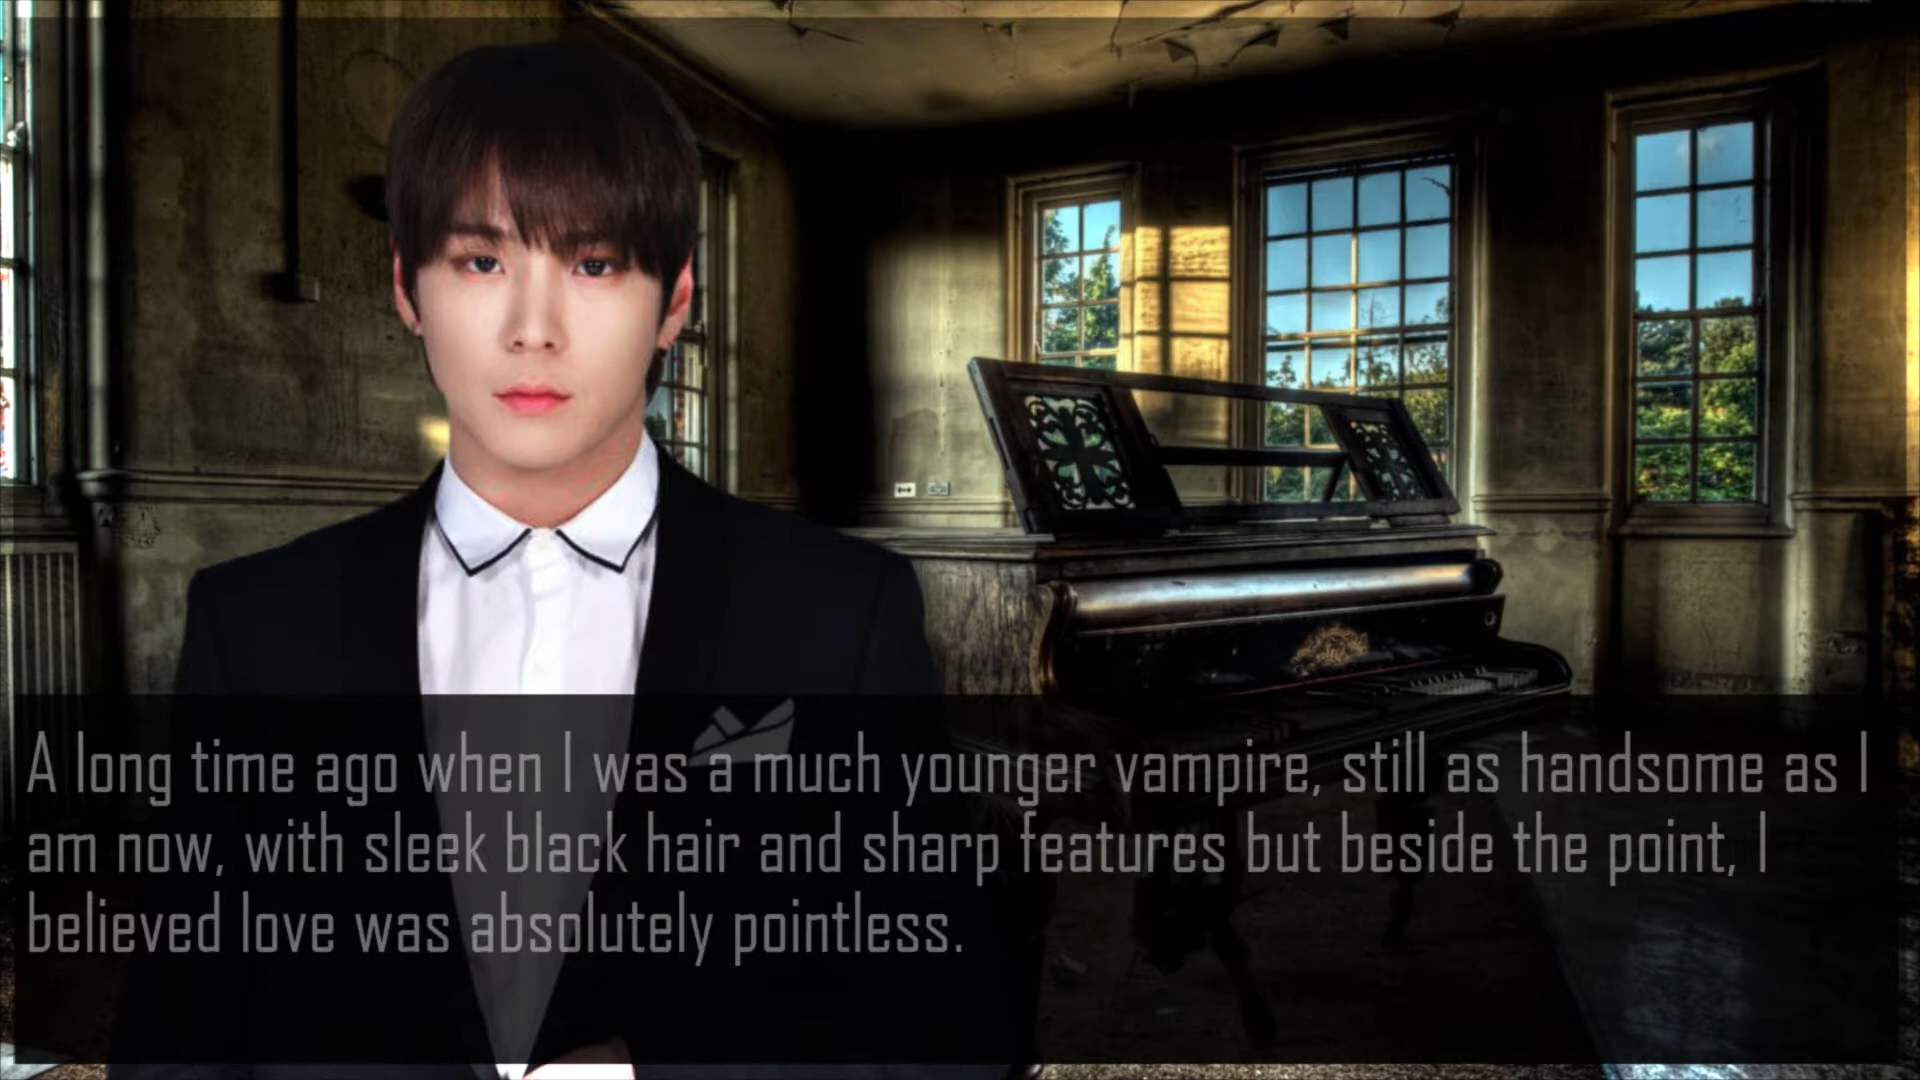 A long time ago when I was a much younger vampire, still as handsome as I
am now, with sleek black hair and sharp features but beside the point, I
believed love was absolutely pointless.